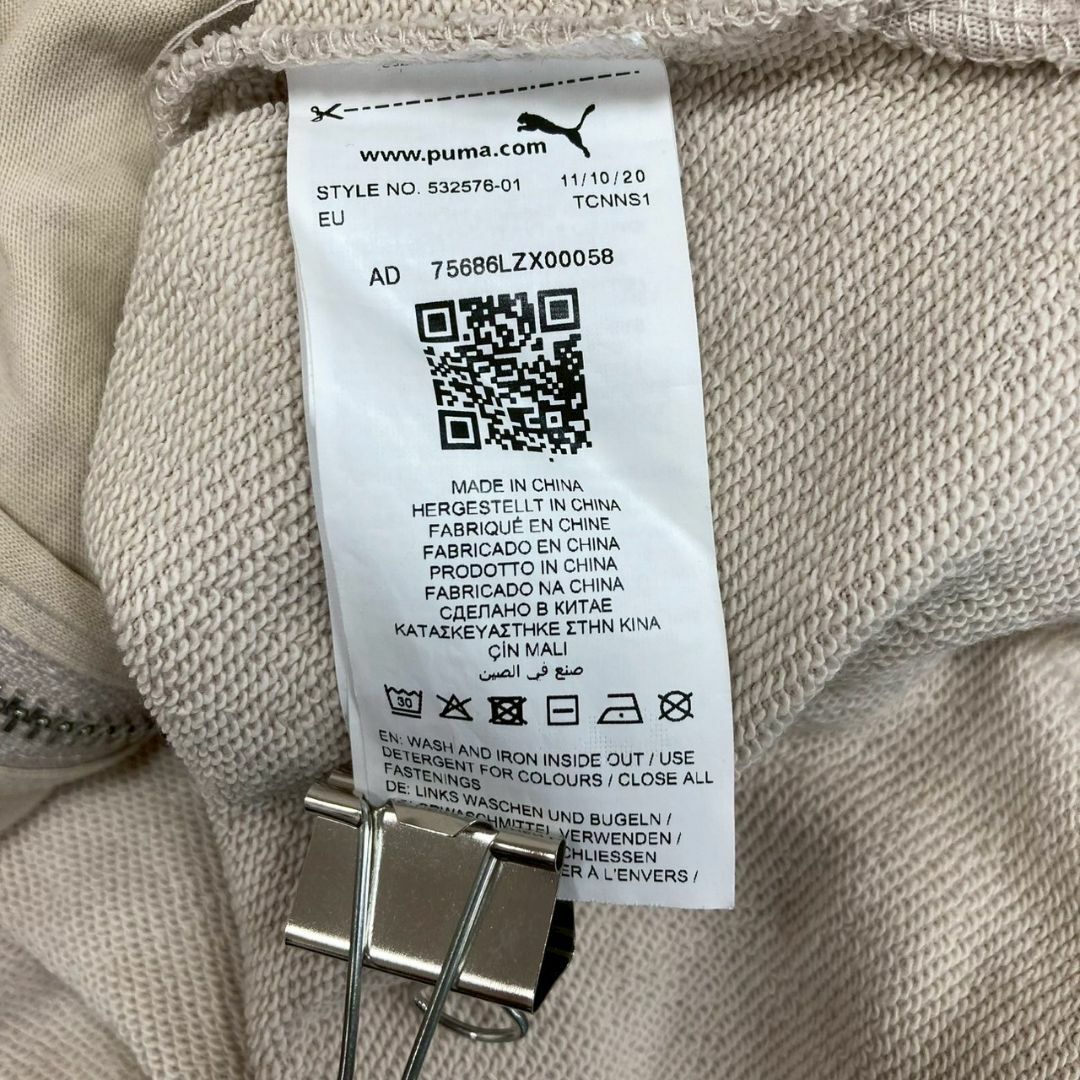 www.puma.com
STYLE NO. 532576-01 11/10/20
EU TCNNS1
AD 75686LZX00058
MADE IN CHINA
HERGESTELLT IN CHINA
FABRIQUÉ EN CHINE
FABRICADO EN CHINA
PRODOTTO IN CHINA
FABRICADO NA CHINA
СДЕЛАНО В КИТАЕ
ΚΑΤΑΣΚΕΥΑΣΤΗΚΕ ΣΤΗΝ ΚΙΝΑ
ÇİN MALI
صنع في الصين
30
EN: WASH AND IRON INSIDE OUT / USE
DETERGENT FOR COLOURS / CLOSE ALL
FASTENINGS
DE: LINKS WASCHEN UND BUGELN /
VERWENDEN /
À L'ENVERS /